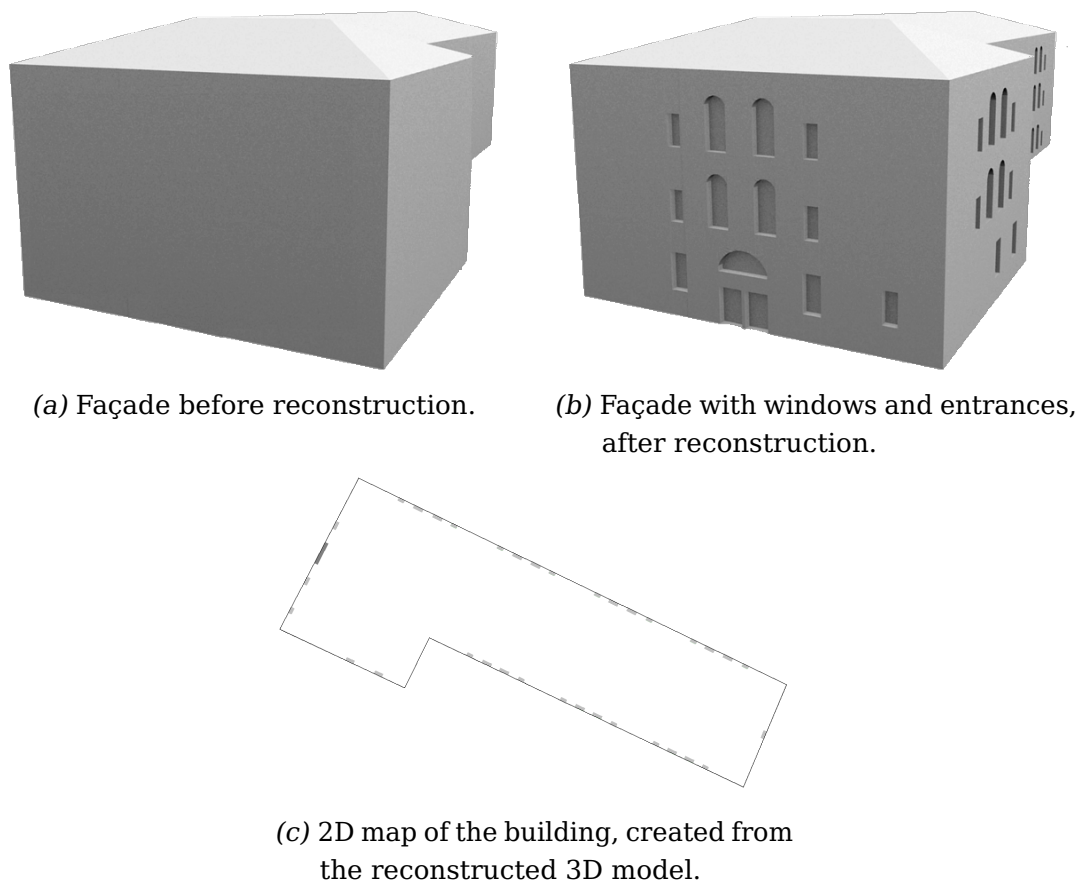 (a) Façade before reconstruction.
(b) Façade with windows and entrances,
after reconstruction.
(c) 2D map of the building, created from
the reconstructed 3D model.